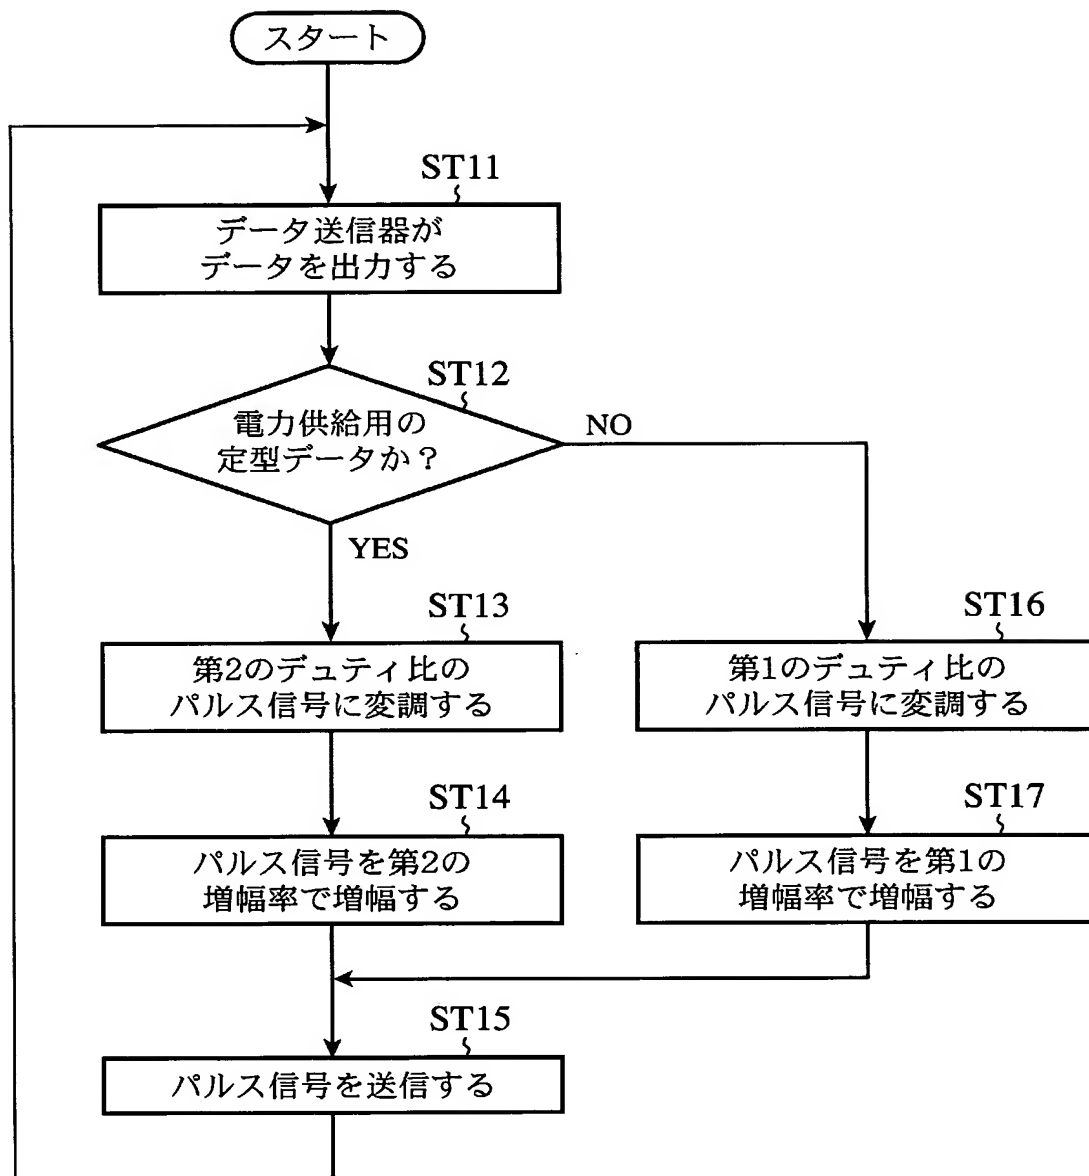 スタート
ST11
データ送信器が
データを出力する
ST12
電力供給用の
定型データか？
NO
YES
ST13
第2のデュティ比の
パルス信号に変調する
ST16
第1のデュティ比の
パルス信号に変調する
ST14
パルス信号を第2の
増幅率で増幅する
ST17
パルス信号を第1の
増幅率で増幅する
ST15
パルス信号を送信する